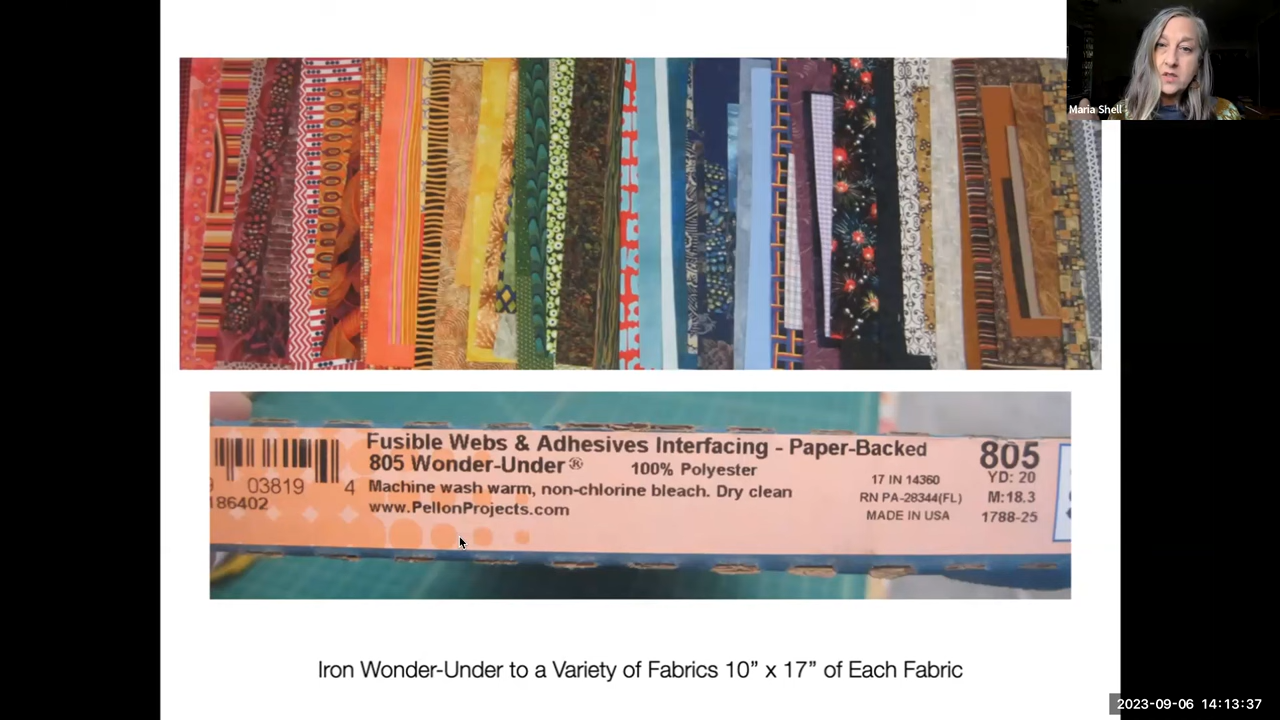 Maria Shell
Fusible Webs & Adhesives Interfacing - Paper-Backed
805 Wonder-Under® 100% Polyester
Machine wash warm, non-chlorine bleach. Dry clean
www.PellonProjects.com
03819 4
186402
17 IN 14360
RN PA-28344(FL)
MADE IN USA
805
YD: 20
M:18.3
1788-25
Iron Wonder-Under to a Variety of Fabrics 10” x 17” of Each Fabric
2023-09-06 14:13:37